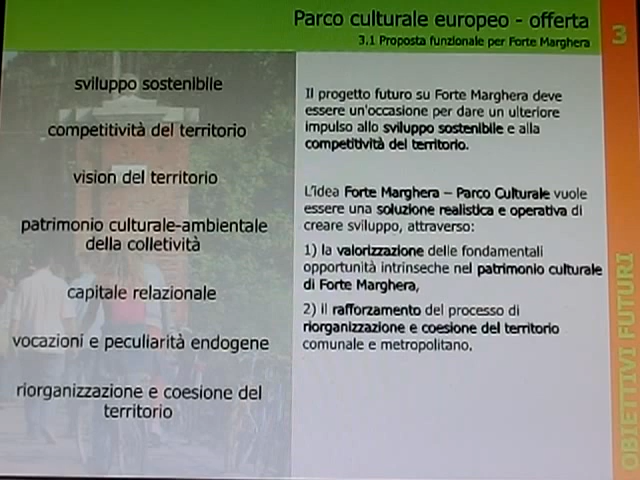 Parco culturale europeo - offerta
3.1 Proposta funzionale per Forte Marghera
3
sviluppo sostenibile
competitività del territorio
vision del territorio
patrimonio culturale-ambientale
della colletività
capitale relazionale
vocazioni e peculiarità endogene
riorganizzazione e coesione del
territorio
Il progetto futuro su Forte Marghera deve
essere un'occasione per dare un ulteriore
impulso allo sviluppo sostenibile e alla
competitività del territorio.
L'idea Forte Marghera – Parco Culturale vuole
essere una soluzione realistica e operativa di
creare sviluppo, attraverso:
1) la valorizzazione delle fondamentali
opportunità intrinseche nel patrimonio culturale
di Forte Marghera,
2) il rafforzamento del processo di
riorganizzazione e coesione del territorio
comunale e metropolitano.
OBIETTIVI FUTURI